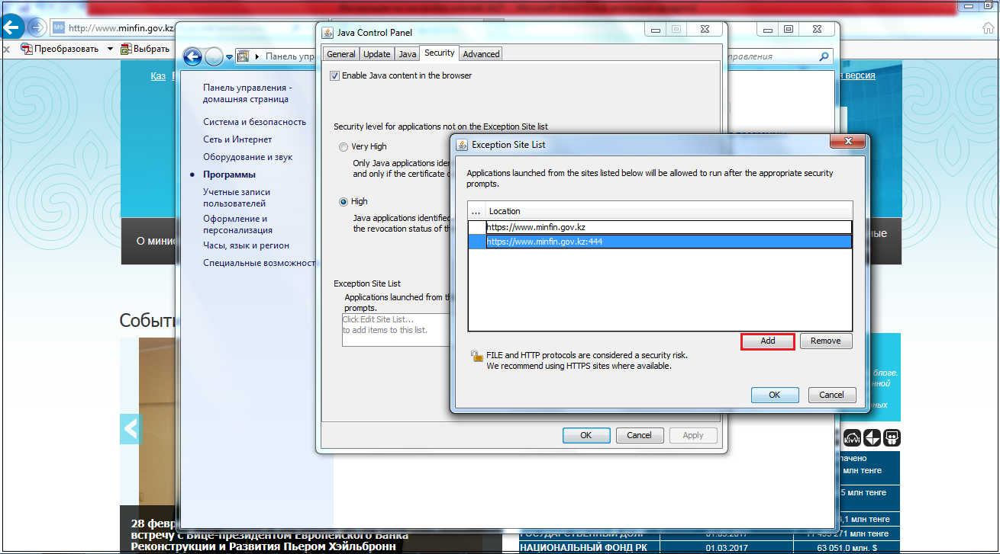 http://www.minfin.gov.kz
Преобразовать
Выбрать
Қаз
я версия
О минис
ные
Событи
28 февр
встречу с Вице-президентом Европейского Банка
Реконструкции и Развития Пьером Хэйльбронн
Панель упр
правления
Панель управления -
домашняя страница
Система и безопасность
Сеть и Интернет
Оборудование и звук
Программы
Учетные записи
пользователей
Оформление и
персонализация
Часы, язык и регион
Специальные возможност
Java Control Panel
General
Update
Java
Security
Advanced
Enable Java content in the browser
Security level for applications not on the Exception Site list
Very High
Only Java applications iden
and only if the certificate c
High
Java applications identified
the revocation status of th
Exception Site List
Applications launched from th
prompts.
Click Edit Site List...
to add items to this list.
OK
Cancel
Apply
Exception Site List
Applications launched from the sites listed below will be allowed to run after the appropriate security
prompts.
... Location
https://www.minfin.gov.kz
https://www.minfin.gov.kz:444
Add
Remove
FILE and HTTP protocols are considered a security risk.
We recommend using HTTPS sites where available.
OK
Cancel
блоге.
нной
ных
лачено
млн тенге
5 млн тенге
8,1 млн тенге
ГОСУДАРСТВЕННЫЙ ДОЛГ 01.03.2017 271 млн тенге
НАЦИОНАЛЬНЫЙ ФОНД РК 01.03.2017 63 051,0 млн. $